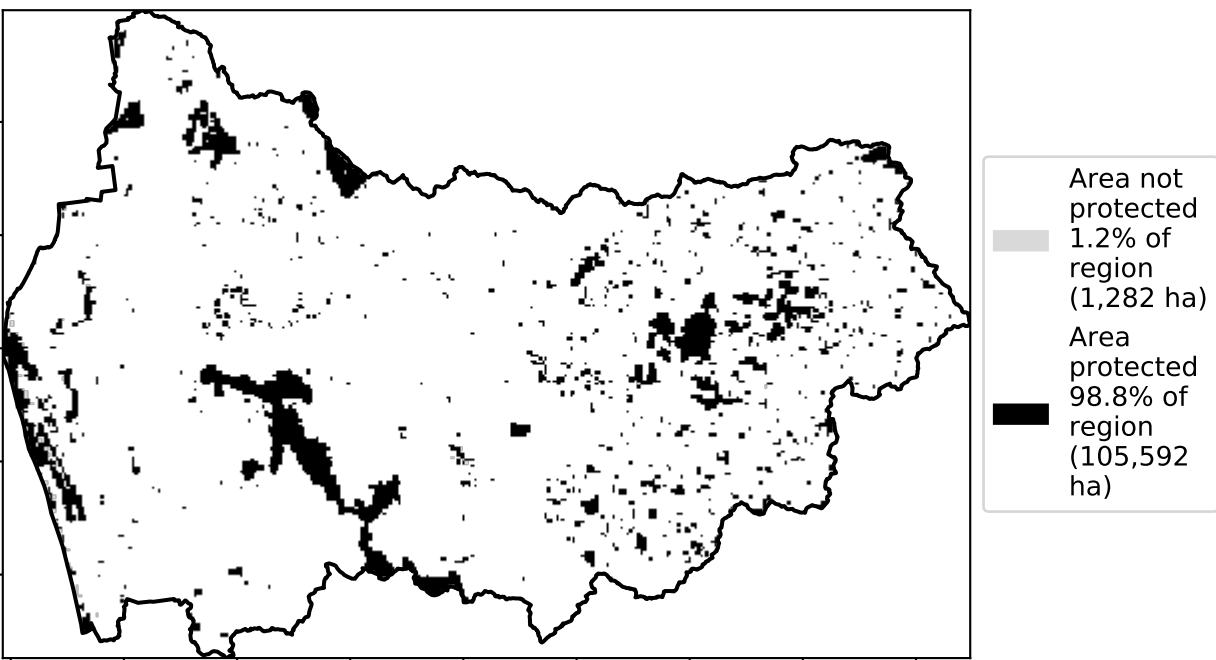 Area not
protected
1.2% of
region
(1,282 ha)
Area
protected
98.8% of
region
(105,592
ha)